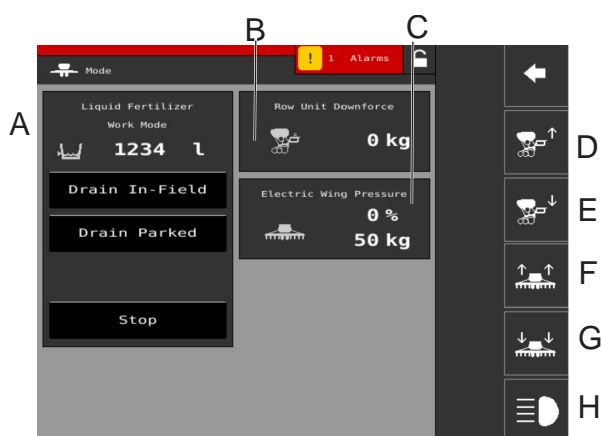 B
C
! 1 Alarms
Mode
A
Liquid Fertilizer
Work Mode
1234 l
Drain In-Field
Drain Parked
Stop
Row Unit Downforce
0 kg
Electric Wing Pressure
0 %
50 kg
D
E
F
G
H